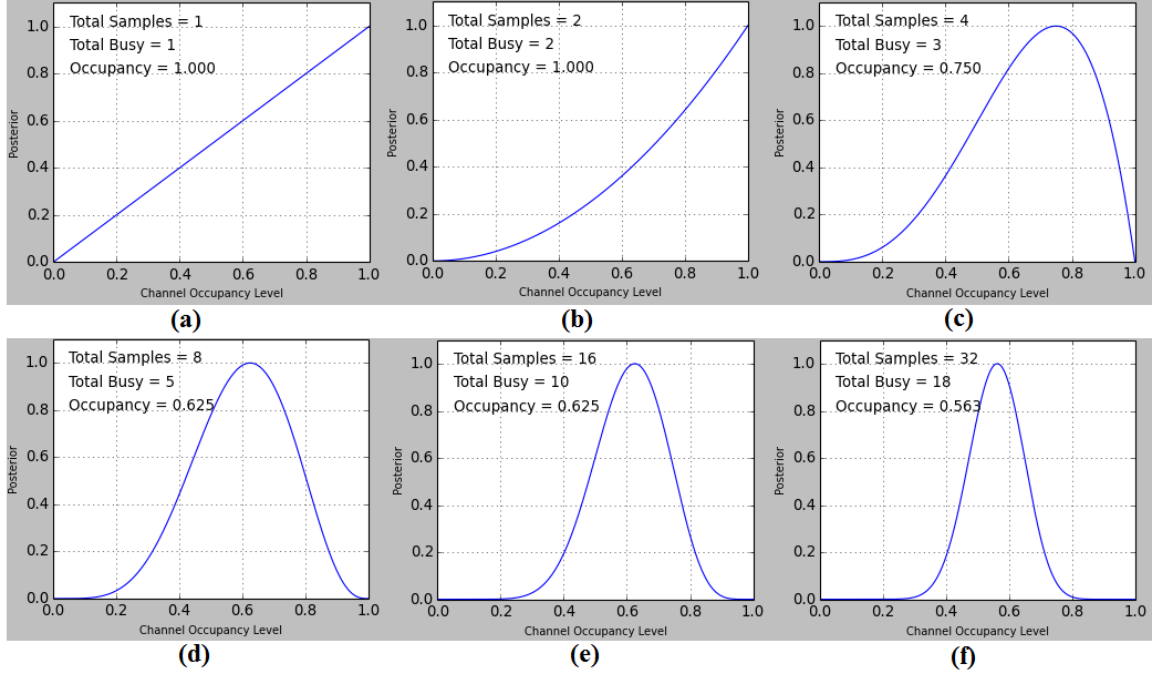 Total Samples = 1
Total Busy = 1
Occupancy = 1.000
Posterior
1.0
0.8
0.6
0.4
0.2
0.0
0.0 0.2 0.4 0.6 0.8 1.0
Channel Occupancy Level
(a)
Total Samples = 2
Total Busy = 2
Occupancy = 1.000
Posterior
1.0
0.8
0.6
0.4
0.2
0.0
0.0 0.2 0.4 0.6 0.8 1.0
Channel Occupancy Level
(b)
Total Samples = 4
Total Busy = 3
Occupancy = 0.750
Posterior
1.0
0.8
0.6
0.4
0.2
0.0
0.0 0.2 0.4 0.6 0.8 1.0
Channel Occupancy Level
(c)
Total Samples = 8
Total Busy = 5
Occupancy = 0.625
Posterior
1.0
0.8
0.6
0.4
0.2
0.0
0.0 0.2 0.4 0.6 0.8 1.0
Channel Occupancy Level
(d)
Total Samples = 16
Total Busy = 10
Occupancy = 0.625
Posterior
1.0
0.8
0.6
0.4
0.2
0.0
0.0 0.2 0.4 0.6 0.8 1.0
Channel Occupancy Level
(e)
Total Samples = 32
Total Busy = 18
Occupancy = 0.563
Posterior
1.0
0.8
0.6
0.4
0.2
0.0
0.0 0.2 0.4 0.6 0.8 1.0
Channel Occupancy Level
(f)